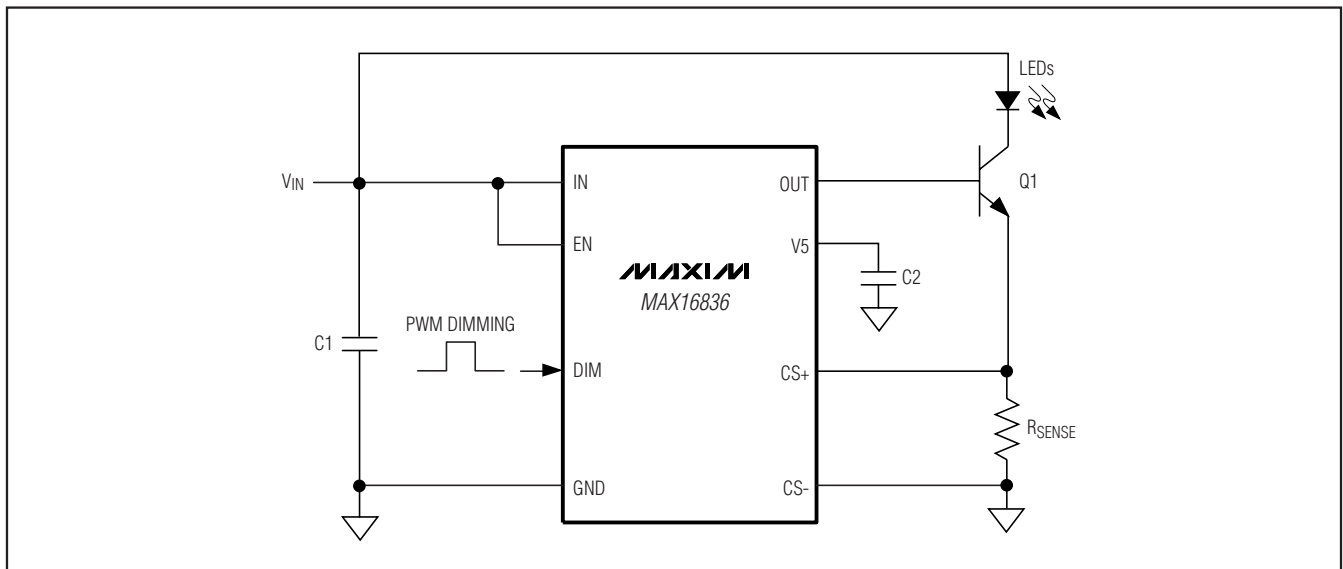 LEDs
VIN
IN
OUT
Q1
EN
V5
MAXIM
MAX16836
C2
PWM DIMMING
C1
DIM
CS+
RSENSE
GND
CS-